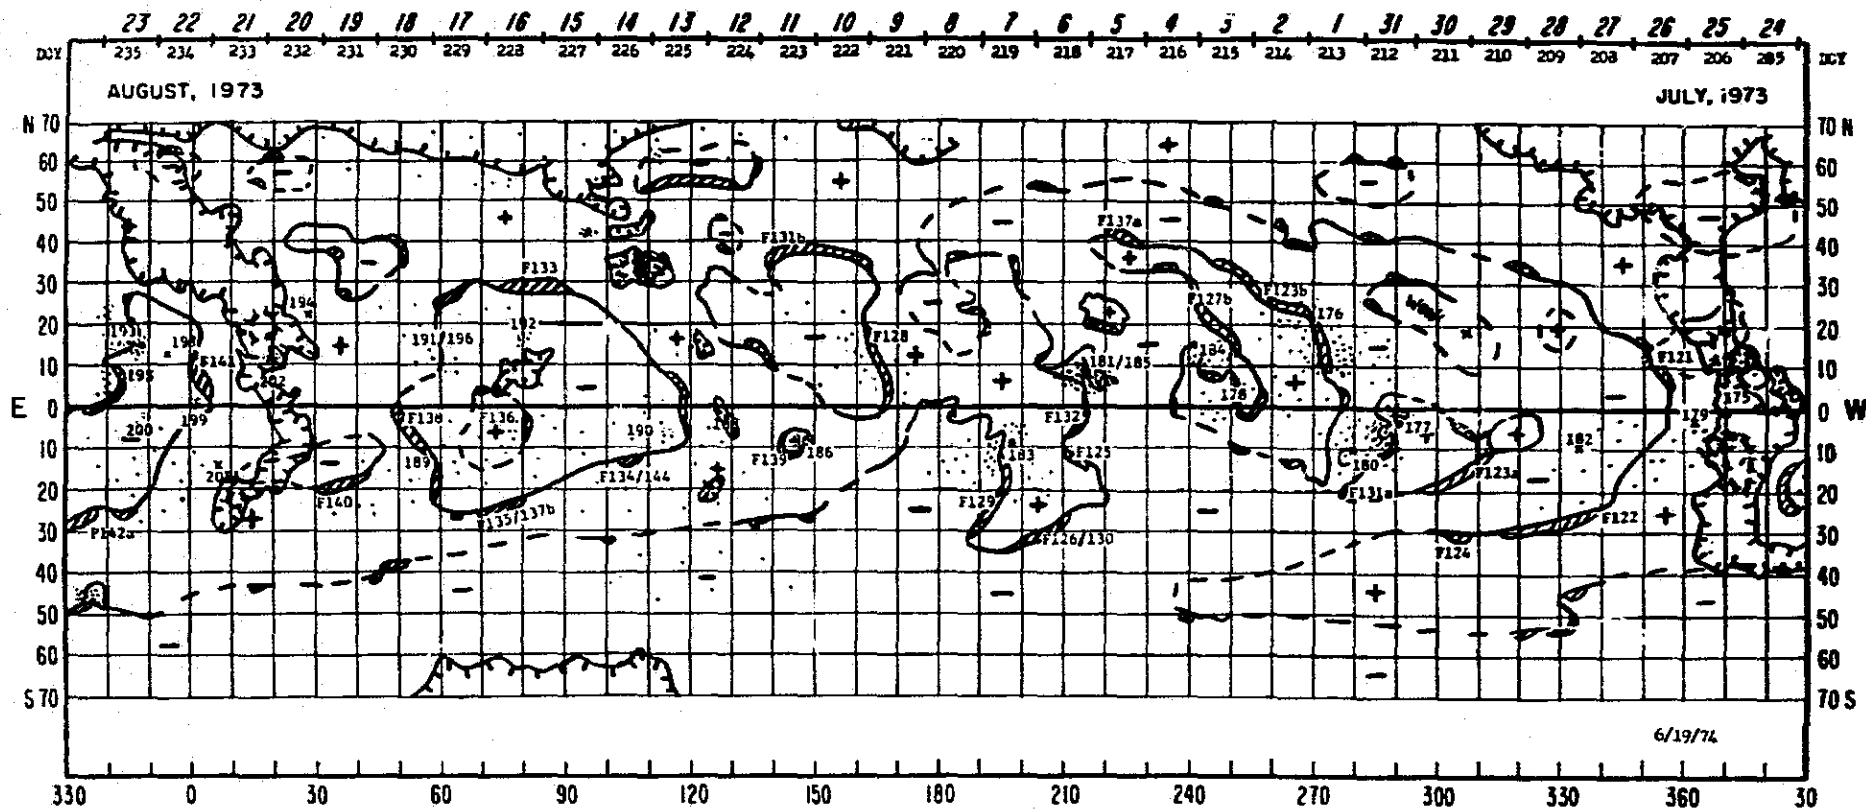 23 22 21 20 19 18 17 16 15 14 13 12 11 10 9 8 7 6 5 4 3 2 1 31 30 29 28 27 26 25 24
DOY 235 234 233 232 231 230 229 228 227 226 225 224 223 222 221 220 219 218 217 216 215 214 213 212 211 210 209 208 207 206 205 DOY
AUGUST, 1973 JULY, 1973
N 70 70 N
60 60
50 50
F137a
40 F131b 40
F133
30 194 F127b F123b Weak 30
193 192 176
20 191/196 F128 20
198 F141 184 F121
10 195 202 181/185 178 10
E 0 199 F138 F136 F132 175 0 W
200 190 177 179
10 189 F139 186 183 F125 180 182 10
F134/144 F123a
20 F140 F129 F131a 20
F135/137b F122
30 F142a F126/130 F124 30
40 40
50 50
60 60
S 70 70 S
6/19/74
330 0 30 60 90 120 150 180 210 240 270 300 330 360 30